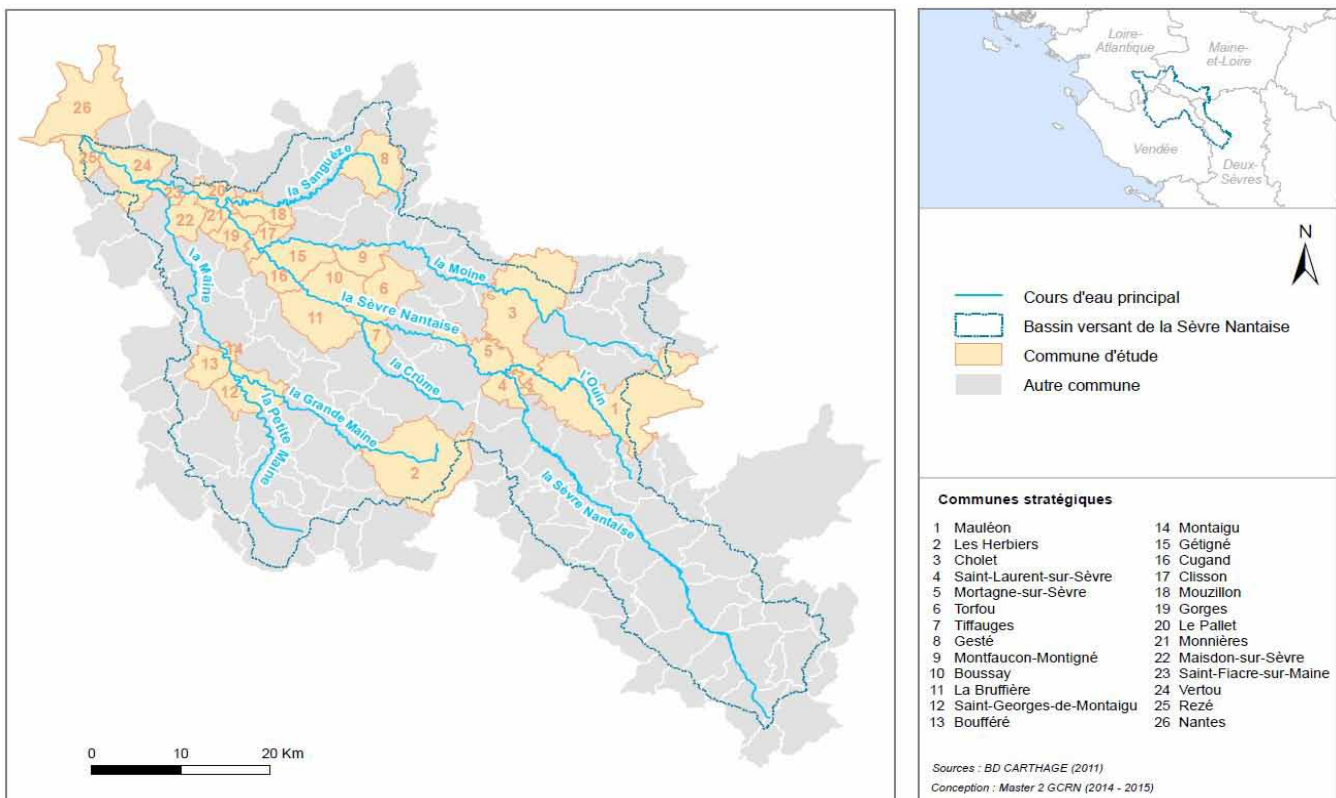 26
25
24
23
22
21
20
19
18
17
16
15
10
9
6
11
7
8
la Sanguèze
la Maine
la Moine
la Sèvre Nantaise
la Crûme
3
5
4
l'Ouin
1
14
13
12
la Grande Maine
la Petite Maine
2
la Sèvre Nantaise
0 10 20 Km
Loire-
Atlantique
Maine-
et-Loire
Vendée
Deux-
Sèvres
N
Cours d'eau principal
Bassin versant de la Sèvre Nantaise
Commune d'étude
Autre commune
Communes stratégiques
1 Mauléon
2 Les Herbiers
3 Cholet
4 Saint-Laurent-sur-Sèvre
5 Mortagne-sur-Sèvre
6 Torfou
7 Tiffauges
8 Gesté
9 Montfaucon-Montigné
10 Boussay
11 La Bruffière
12 Saint-Georges-de-Montaigu
13 Boufféré
14 Montaigu
15 Gétigné
16 Cugand
17 Clisson
18 Mouzillon
19 Gorges
20 Le Pallet
21 Monnières
22 Maisdon-sur-Sèvre
23 Saint-Fiacre-sur-Maine
24 Vertou
25 Rezé
26 Nantes
Sources : BD CARTHAGE (2011)
Conception : Master 2 GCRN (2014 - 2015)